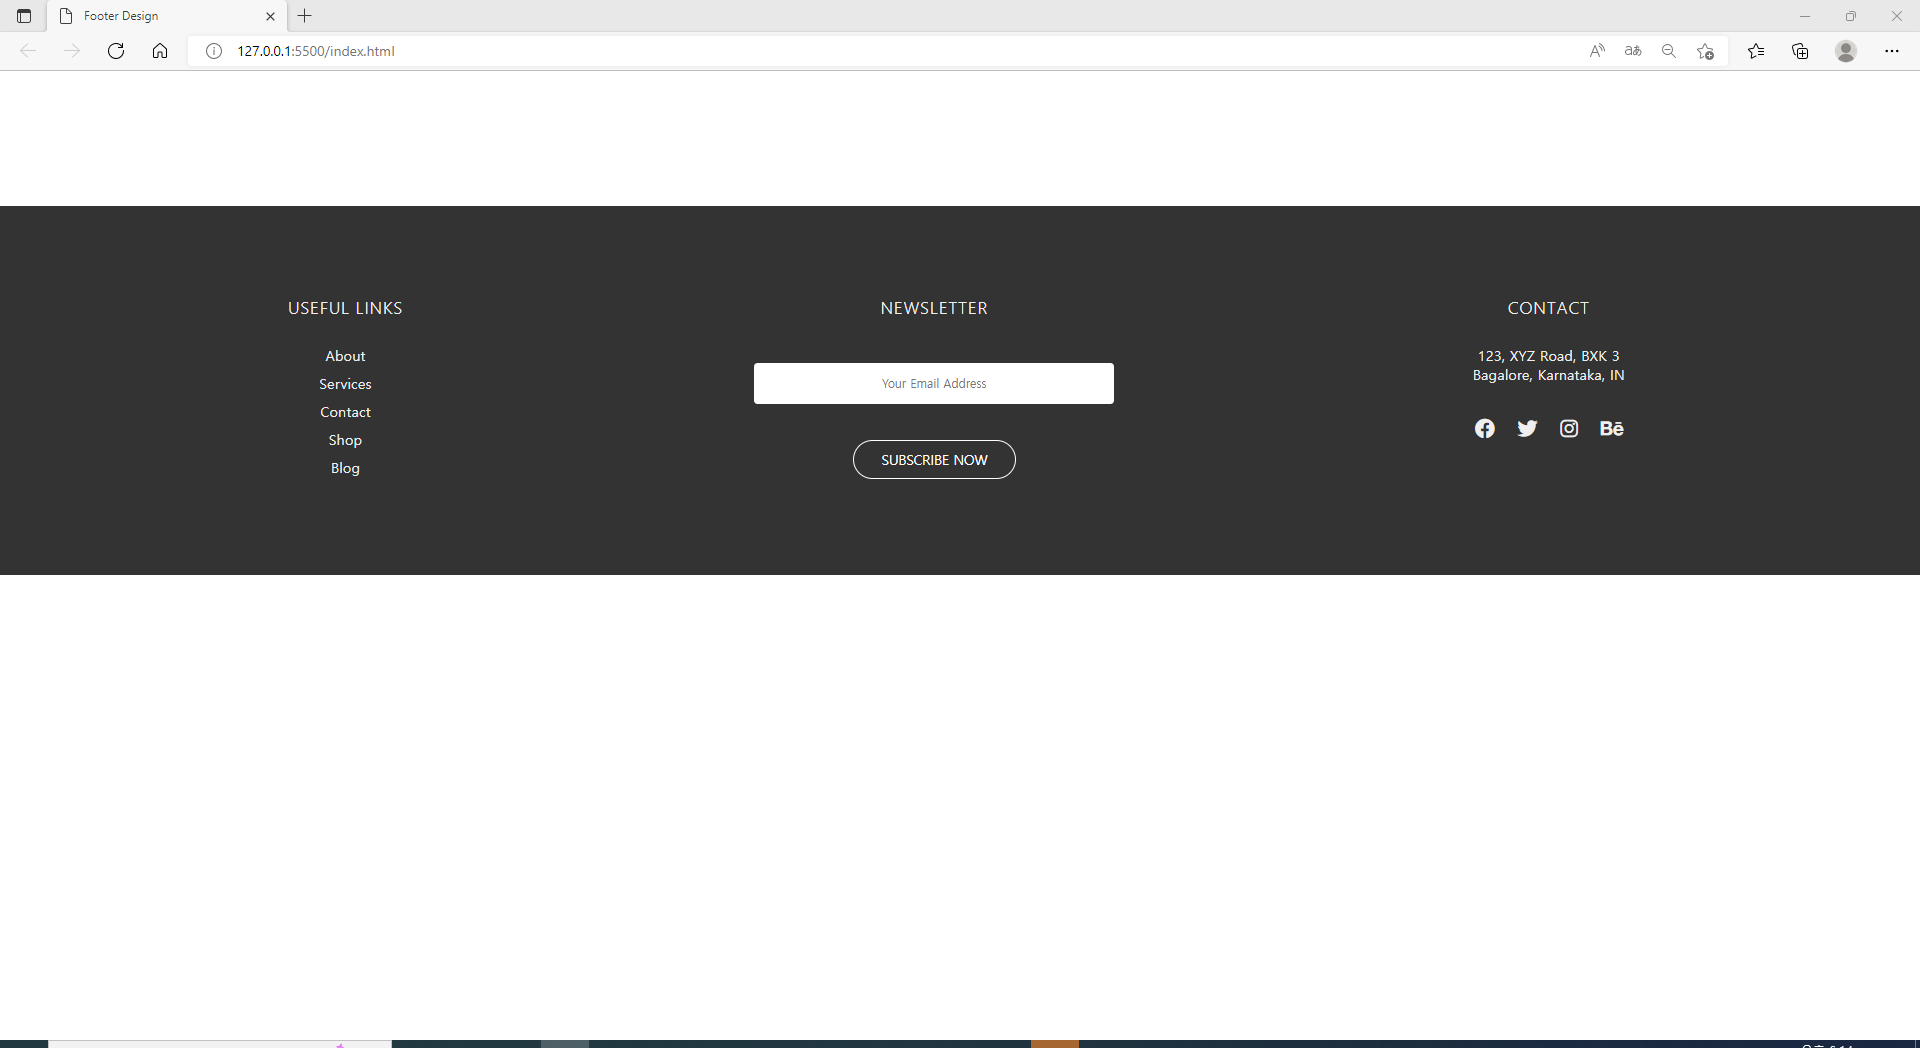 Footer Design
127.0.0.1:5500/index.html
USEFUL LINKS
About
Services
Contact
Shop
Blog
NEWSLETTER
Your Email Address
SUBSCRIBE NOW
CONTACT
123, XYZ Road, BXK 3
Bagalore, Karnataka, IN
Bē